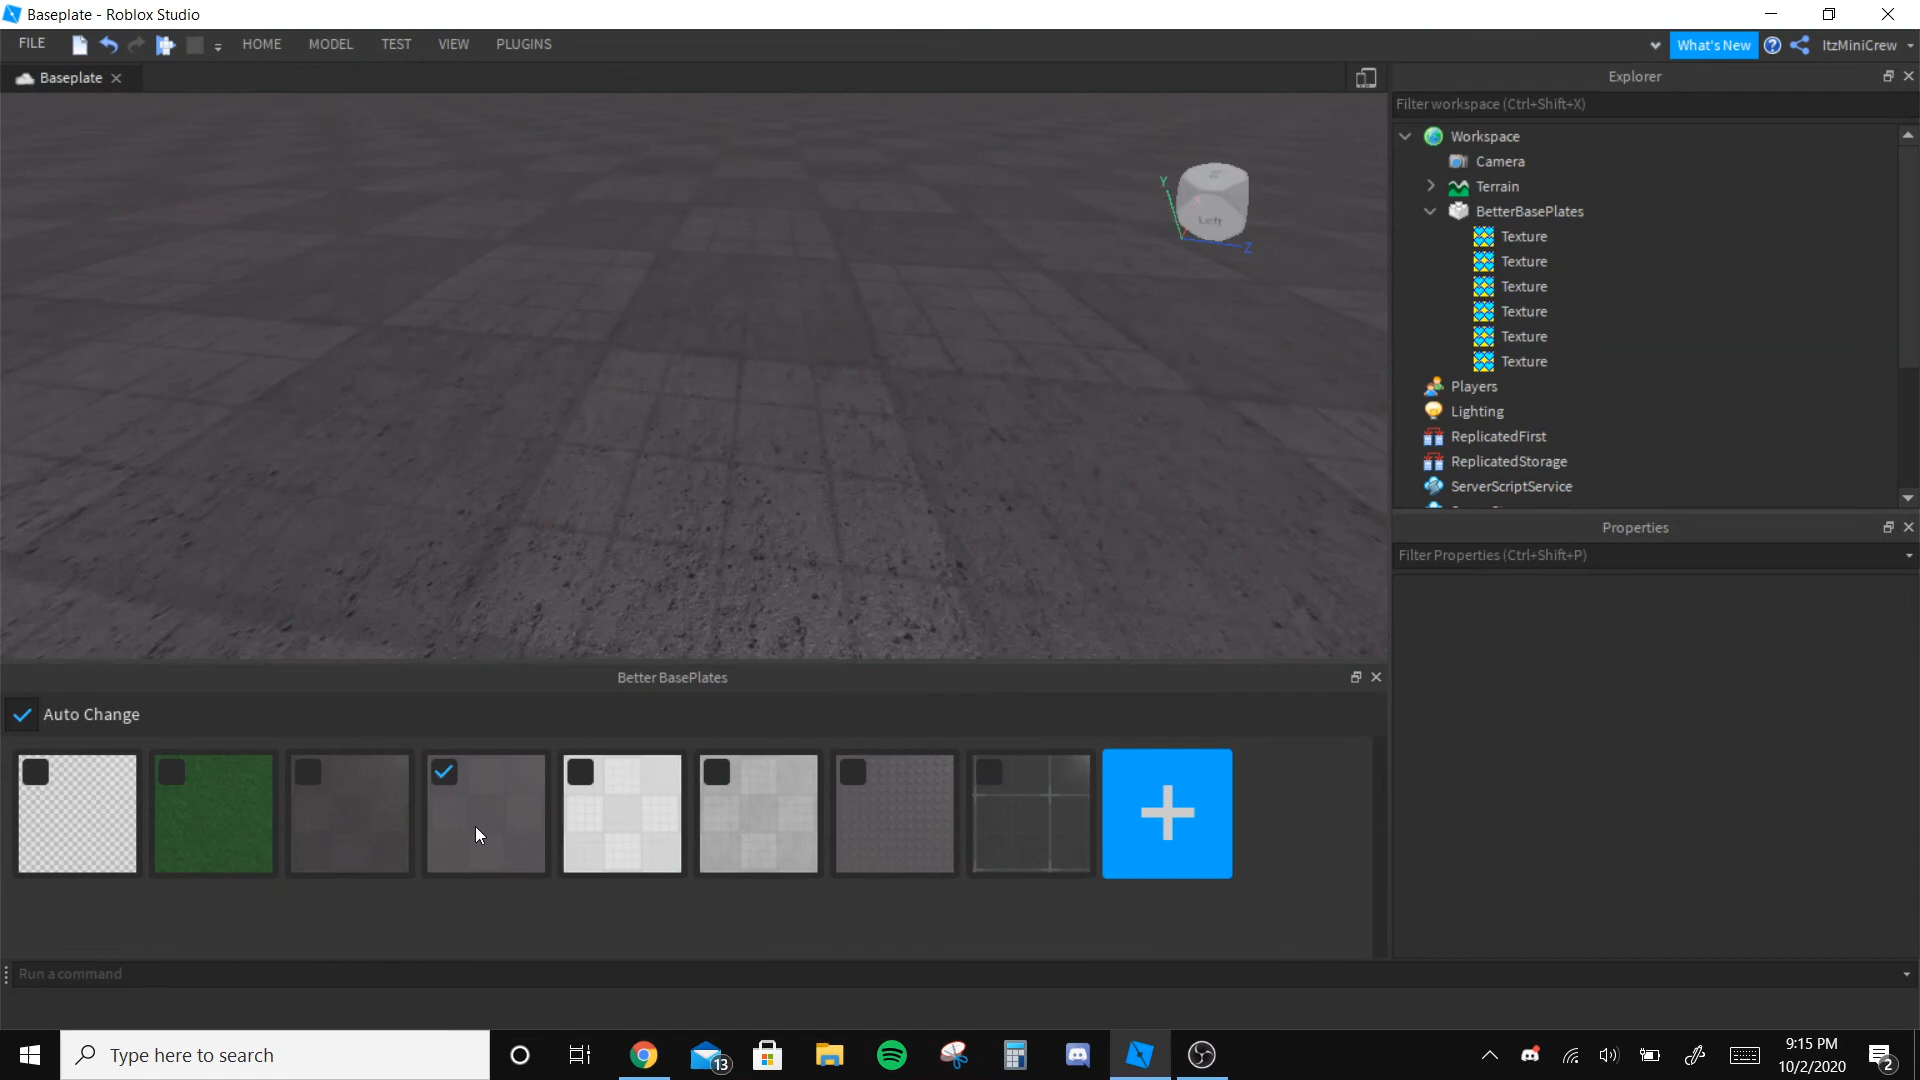 Baseplate - Roblox Studio
FILE HOME MODEL TEST VIEW PLUGINS What's New ItzMiniCrew
Baseplate
Explorer
Filter workspace (Ctrl+Shift+X)
Workspace
Camera
Terrain
BetterBasePlates
Texture
Texture
Texture
Texture
Texture
Texture
Players
Lighting
ReplicatedFirst
ReplicatedStorage
ServerScriptService
Y
X
Left
Z
Properties
Filter Properties (Ctrl+Shift+P)
Better BasePlates
Auto Change
Run a command
Type here to search
13
9:15 PM
10/2/2020
2